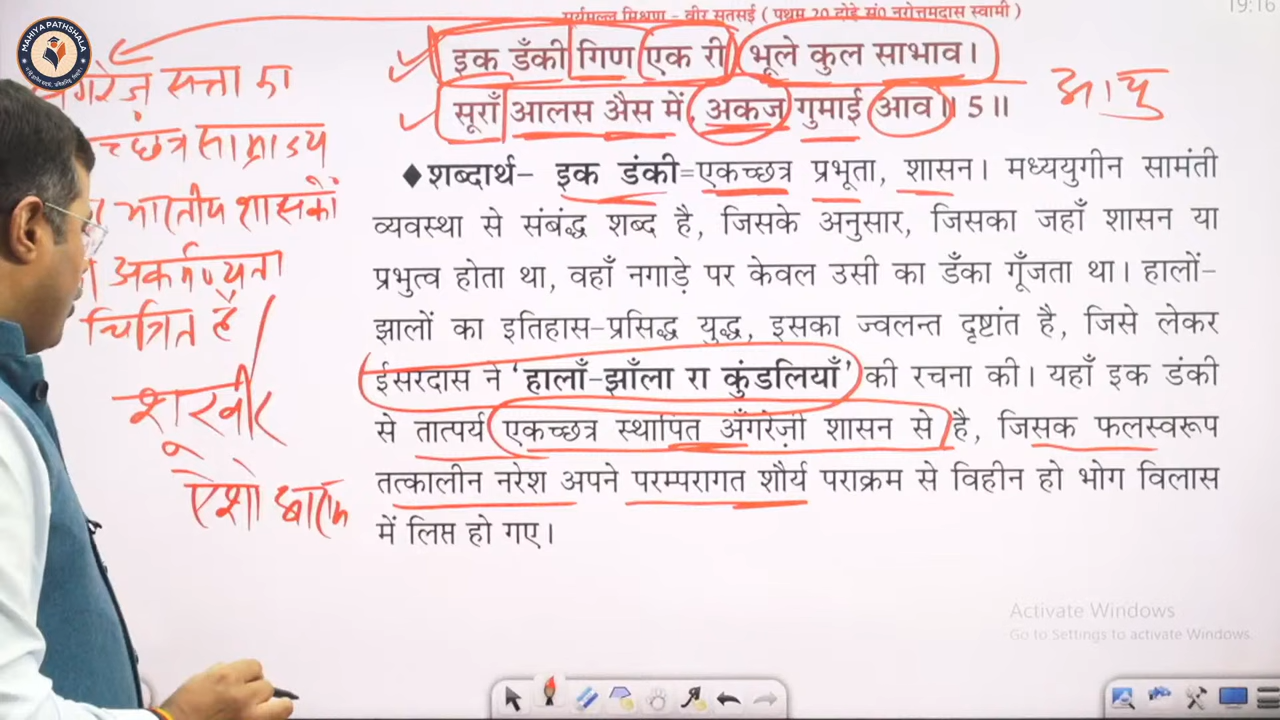 MAHIYA PATHSHALA
19:16
सूर्यमल्ल मिश्रण - वीर सतसई ( प्रथम 20 दोहे सं0 नरोत्तमदास स्वामी )
इक डँकी गिण एक री भूले कुल साभाव।
सूराँ आलस अैस में, अकज गुमाई आव॥ 5॥
आयु
◆शब्दार्थ- इक डंकी=एकच्छत्र प्रभूता, शासन। मध्ययुगीन सामंती
व्यवस्था से संबंद्ध शब्द है, जिसके अनुसार, जिसका जहाँ शासन या
प्रभुत्व होता था, वहाँ नगाड़े पर केवल उसी का डँका गूँजता था। हालों-
झालों का इतिहास-प्रसिद्ध युद्ध, इसका ज्वलन्त दृष्टांत है, जिसे लेकर
ईसरदास ने 'हालाँ-झाँला रा कुंडलियाँ' की रचना की। यहाँ इक डंकी
से तात्पर्य एकच्छत्र स्थापित अँगरेज़ी शासन से है, जिसक फलस्वरूप
तत्कालीन नरेश अपने परम्परागत शौर्य पराक्रम से विहीन हो भोग विलास
में लिप्त हो गए।
अंगरेज सत्ता का
च्छत्र साम्राज्य
भारतीय शासकों
अकर्मण्यता
चित्रित है
शूरवीर
ऐशो आराम
Activate Windows
Go to Settings to activate Windows.